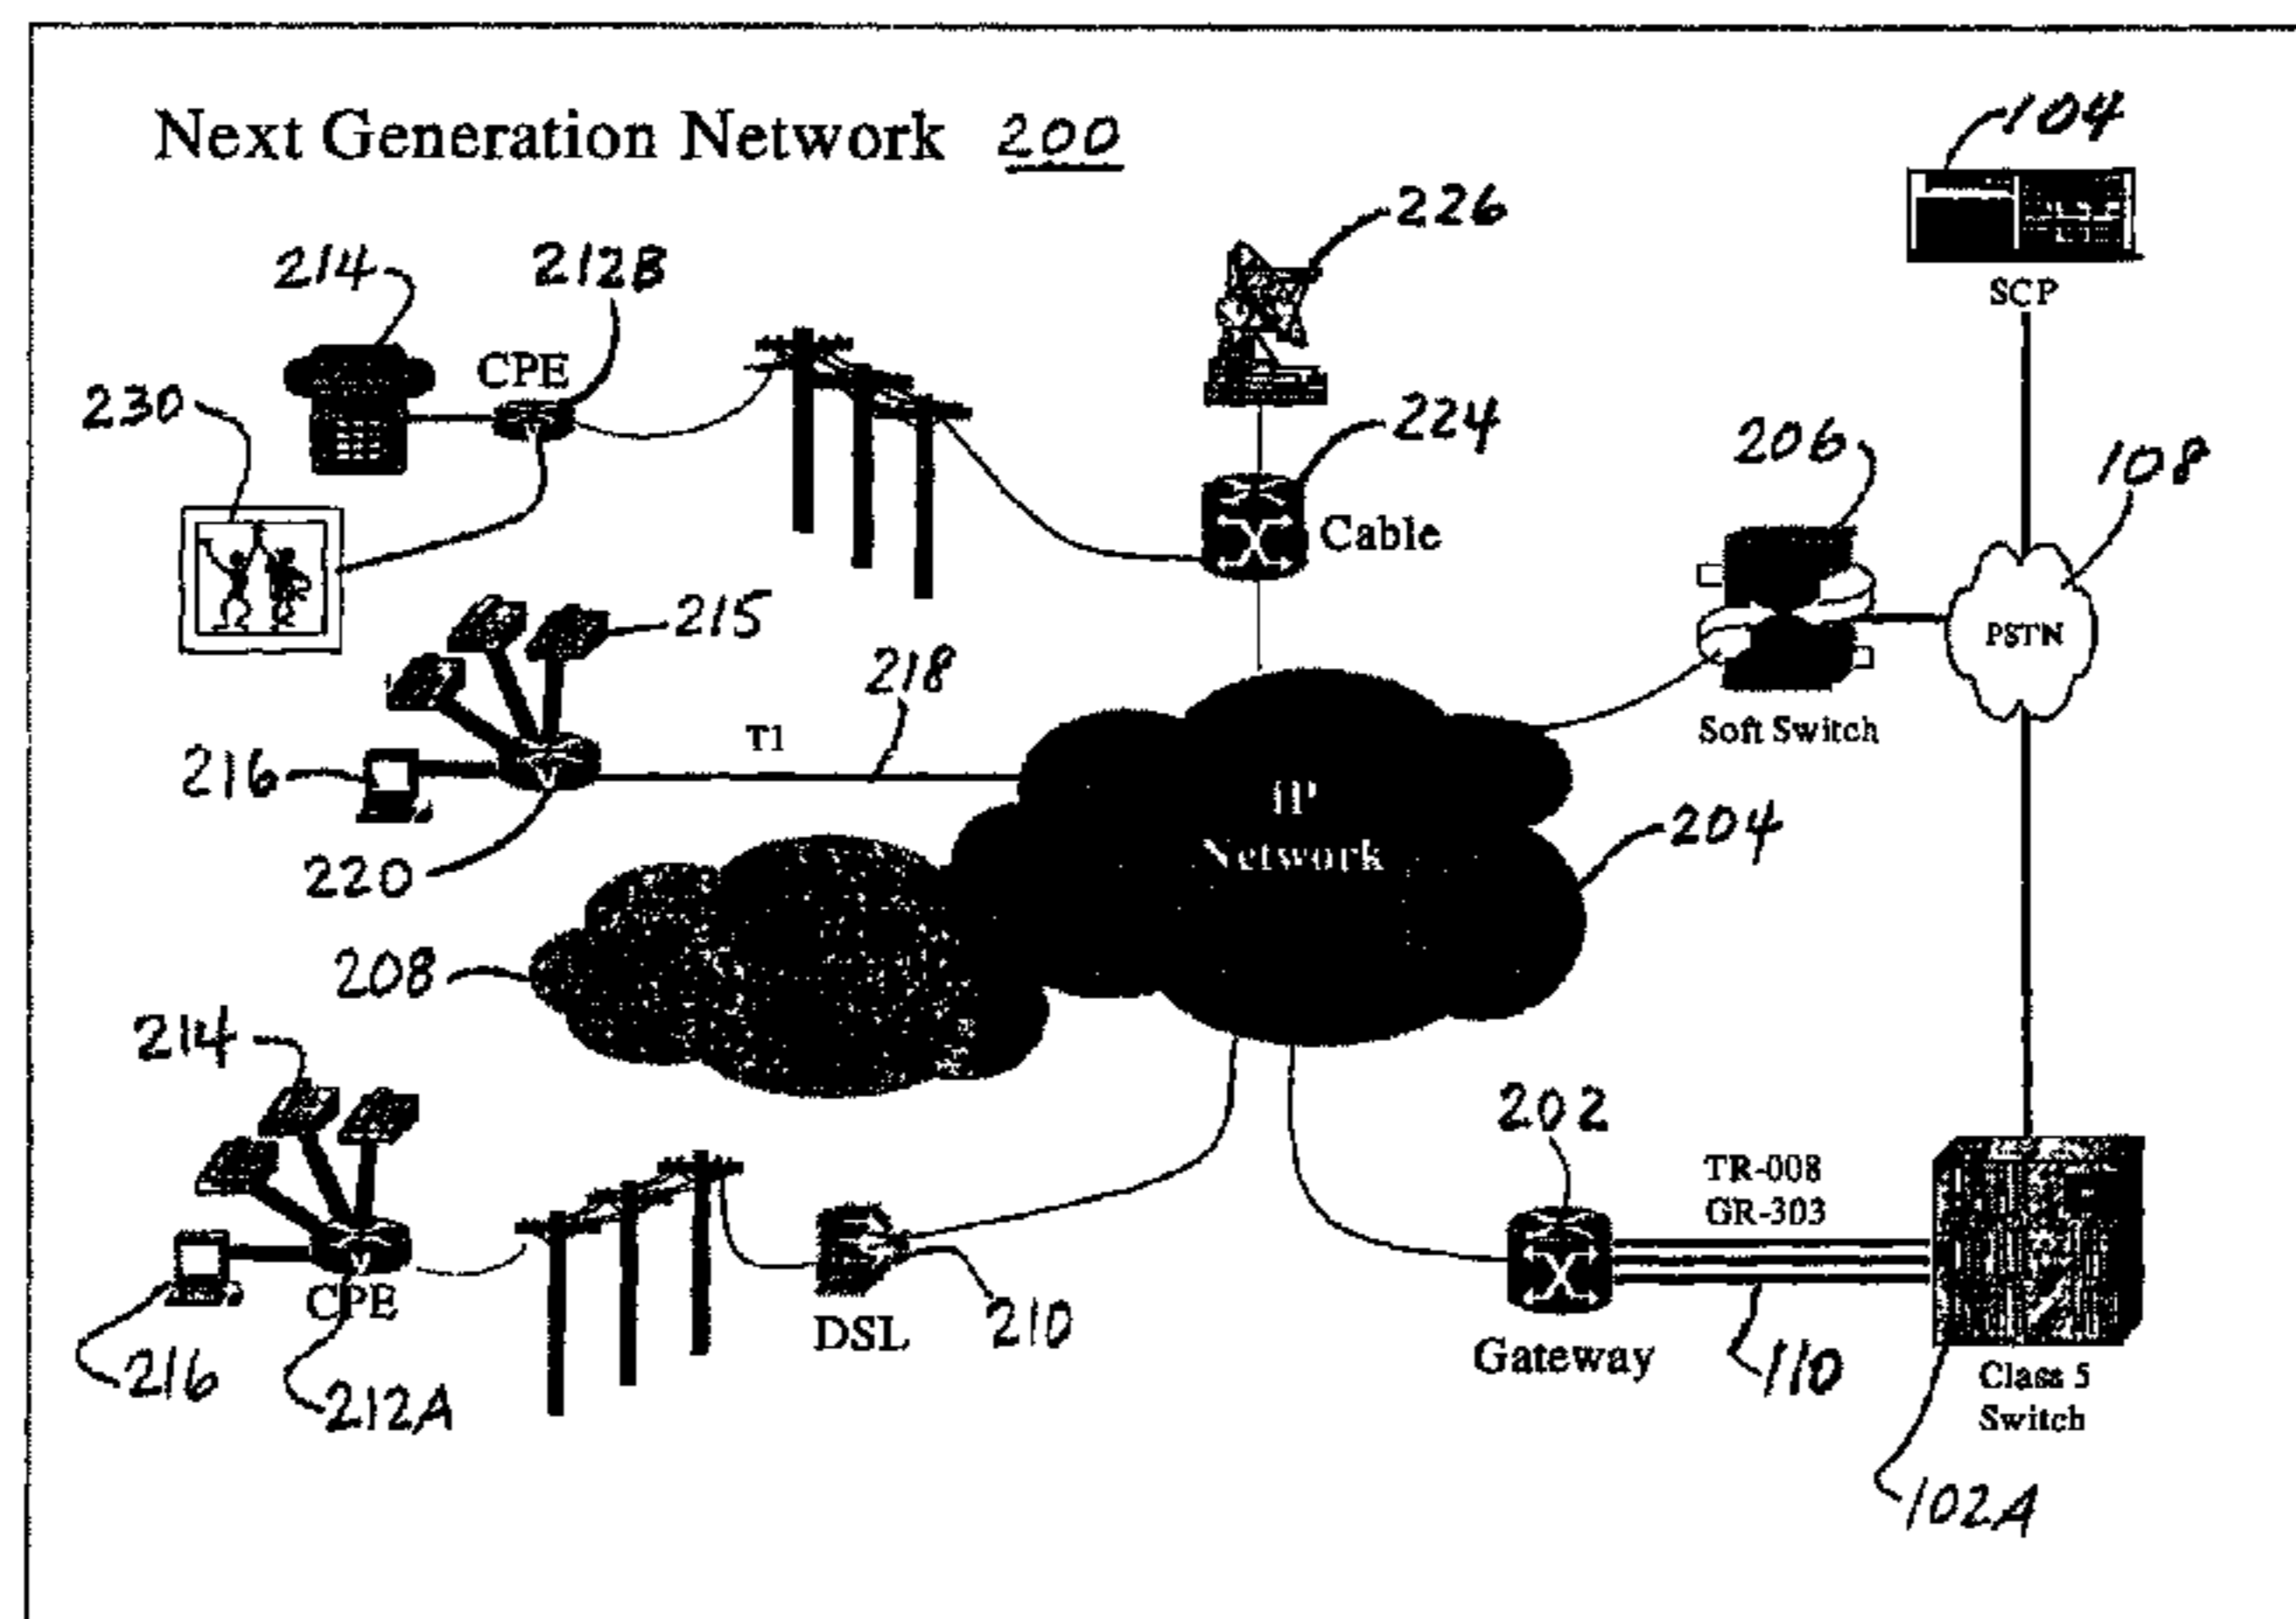 Next Generation Network 200
104
SCP
226
214
212B
CPE
230
224
Cable
206
108
PSTN
Soft Switch
215
218
T1
216
220
IP
Network
204
208
214
202
TR-008
GR-303
CPE
216
212A
DSL
210
Gateway
110
Class 5
Switch
102A